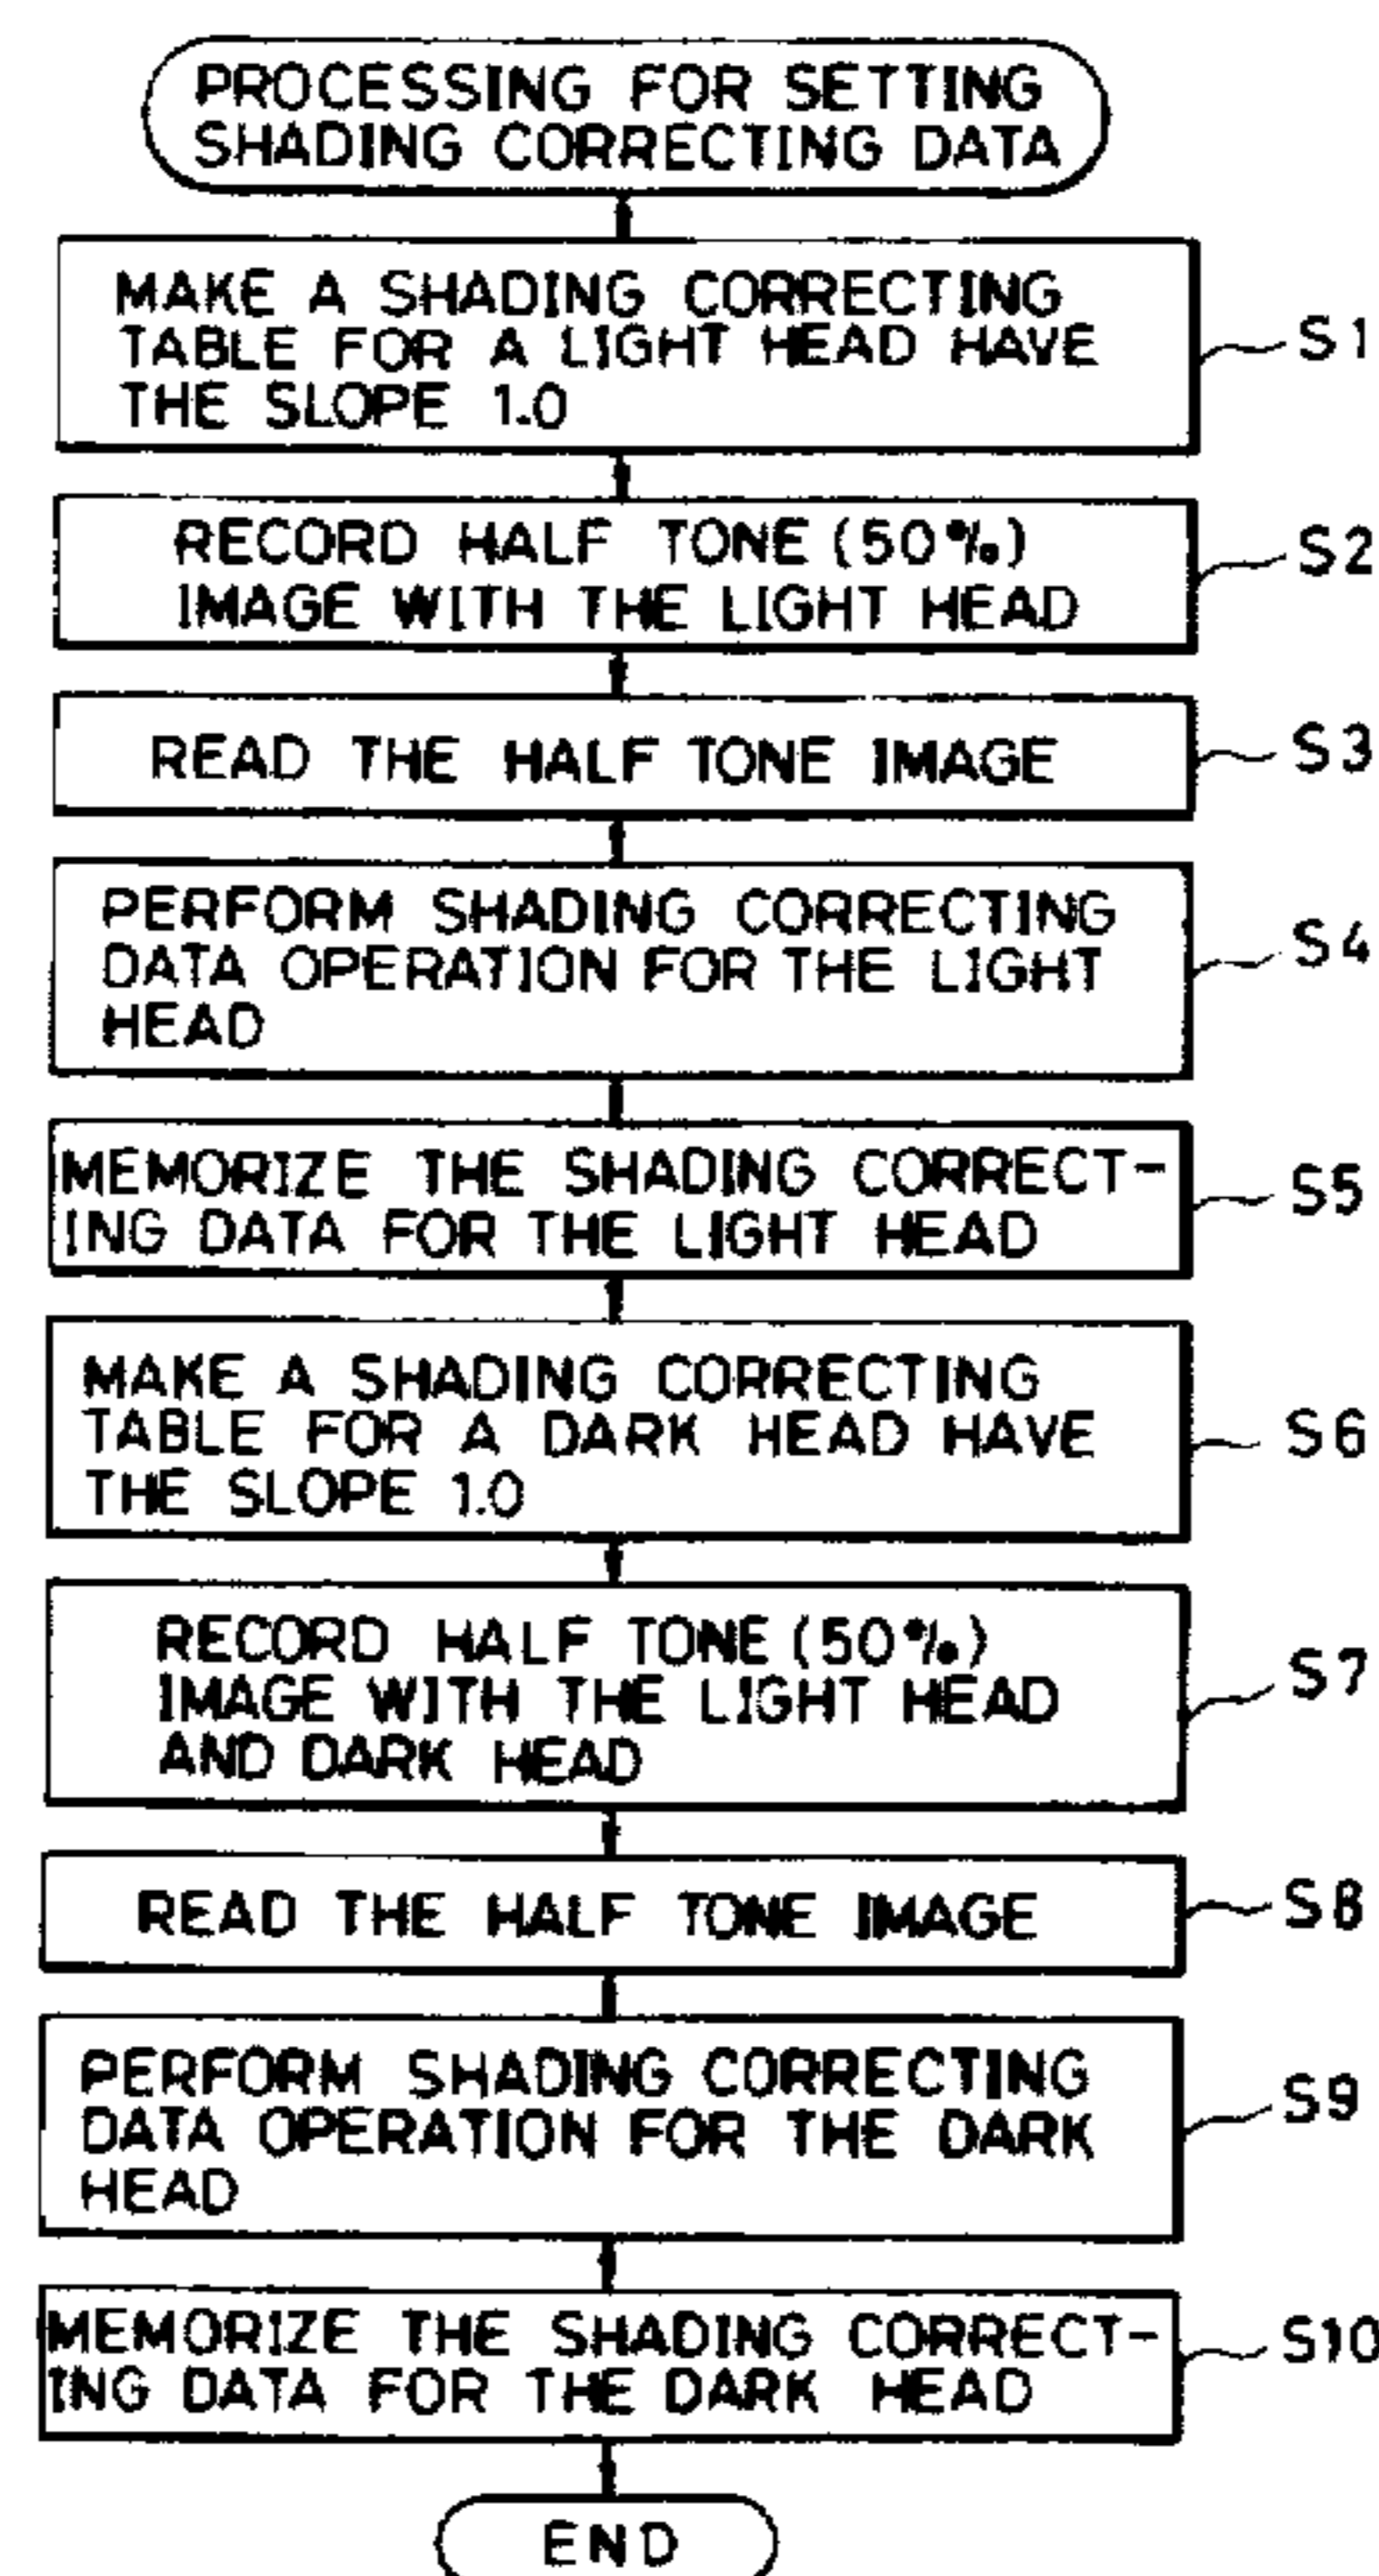 PROCESSING FOR SETTING
SHADING CORRECTING DATA
MAKE A SHADING CORRECTING
TABLE FOR A LIGHT HEAD HAVE
THE SLOPE 1.0
S1
RECORD HALF TONE (50%)
IMAGE WITH THE LIGHT HEAD
S2
READ THE HALF TONE IMAGE
S3
PERFORM SHADING CORRECTING
DATA OPERATION FOR THE LIGHT
HEAD
S4
MEMORIZE THE SHADING CORRECT-
ING DATA FOR THE LIGHT HEAD
S5
MAKE A SHADING CORRECTING
TABLE FOR A DARK HEAD HAVE
THE SLOPE 1.0
S6
RECORD HALF TONE (50%)
IMAGE WITH THE LIGHT HEAD
AND DARK HEAD
S7
READ THE HALF TONE IMAGE
S8
PERFORM SHADING CORRECTING
DATA OPERATION FOR THE DARK
HEAD
S9
MEMORIZE THE SHADING CORRECT-
ING DATA FOR THE DARK HEAD
S10
END